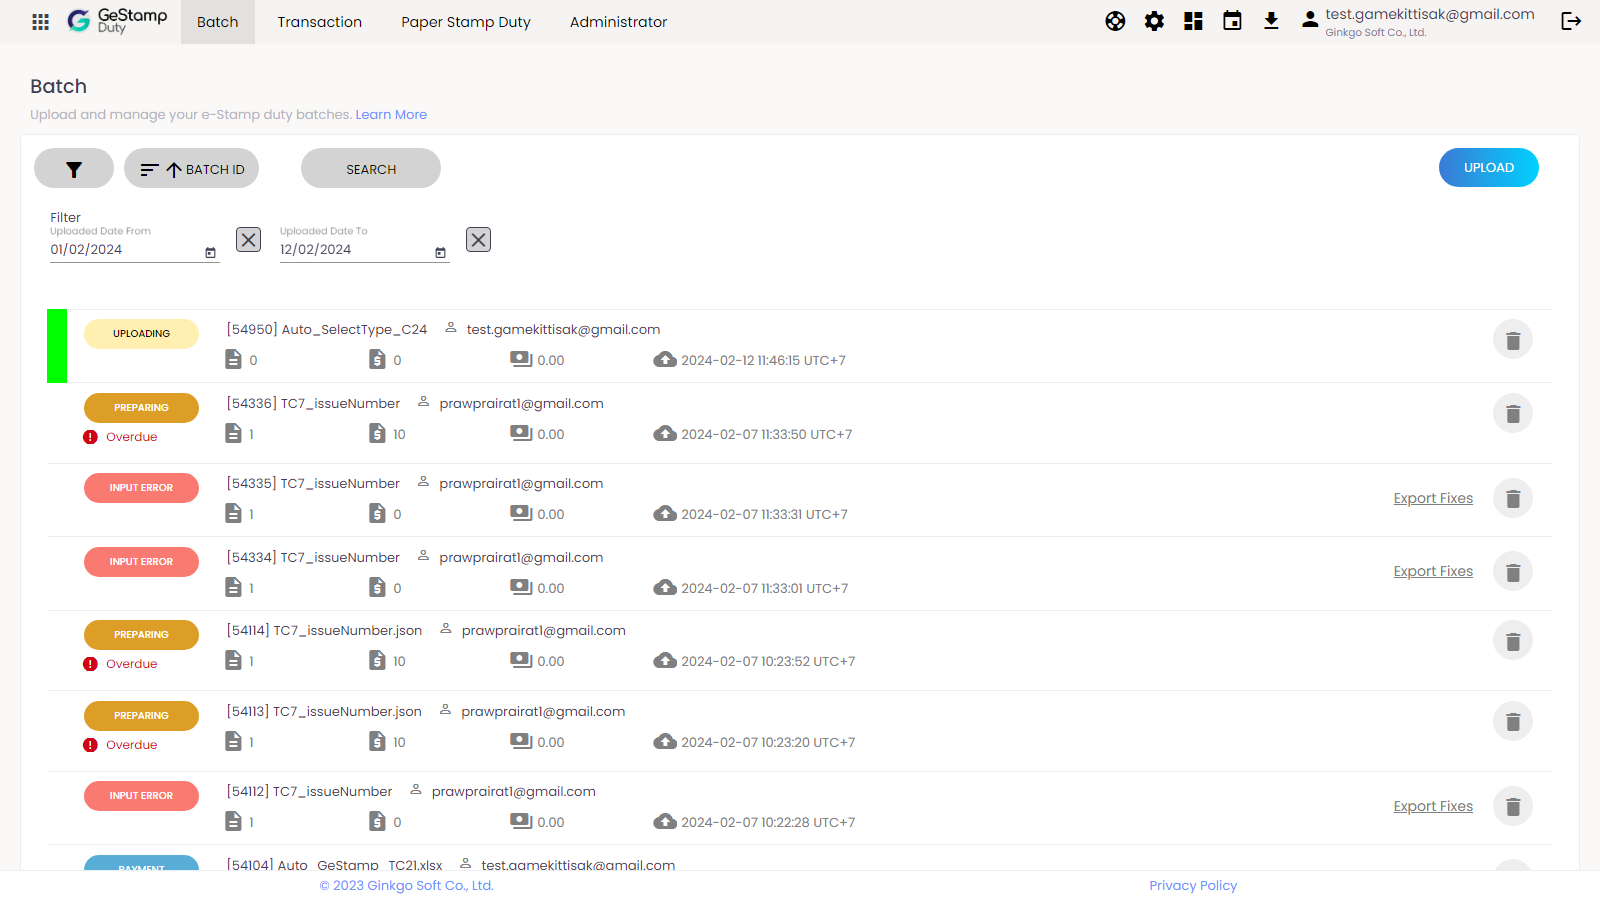 GeStamp
Duty
Batch
Transaction
Paper Stamp Duty
Administrator
test.gamekittisak@gmail.com
Ginkgo Soft Co., Ltd.
Batch
Upload and manage your e-Stamp duty batches. Learn More
BATCH ID
SEARCH
UPLOAD
Filter
Uploaded Date From
01/02/2024
Uploaded Date To
12/02/2024
UPLOADING
[54950] Auto_SelectType_C24 test.gamekittisak@gmail.com
0 0 0.00 2024-02-12 11:46:15 UTC+7
PREPARING
Overdue
[54336] TC7_issueNumber prawprairat1@gmail.com
1 10 0.00 2024-02-07 11:33:50 UTC+7
INPUT ERROR
[54335] TC7_issueNumber prawprairat1@gmail.com
1 0 0.00 2024-02-07 11:33:31 UTC+7
Export Fixes
INPUT ERROR
[54334] TC7_issueNumber prawprairat1@gmail.com
1 0 0.00 2024-02-07 11:33:01 UTC+7
Export Fixes
PREPARING
Overdue
[54114] TC7_issueNumber.json prawprairat1@gmail.com
1 10 0.00 2024-02-07 10:23:52 UTC+7
PREPARING
Overdue
[54113] TC7_issueNumber.json prawprairat1@gmail.com
1 10 0.00 2024-02-07 10:23:20 UTC+7
INPUT ERROR
[54112] TC7_issueNumber prawprairat1@gmail.com
1 0 0.00 2024-02-07 10:22:28 UTC+7
Export Fixes
PAYMENT
[54104] Auto_GeStamp_TC21.xlsx test.gamekittisak@gmail.com
© 2023 Ginkgo Soft Co., Ltd.
Privacy Policy